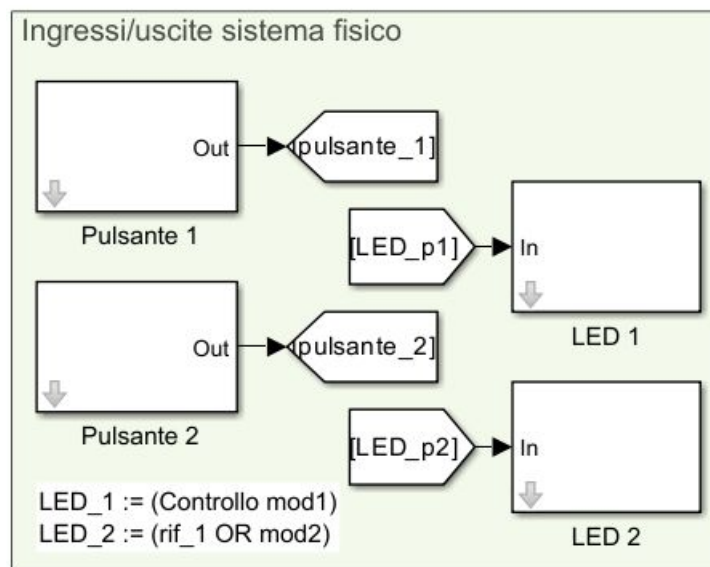 Ingressi/uscite sistema fisico
Out
[pulsante_1]
Pulsante 1
[LED_p1]
In
LED 1
Out
[pulsante_2]
Pulsante 2
[LED_p2]
In
LED 2
LED_1 := (Controllo mod1)
LED_2 := (rif_1 OR mod2)